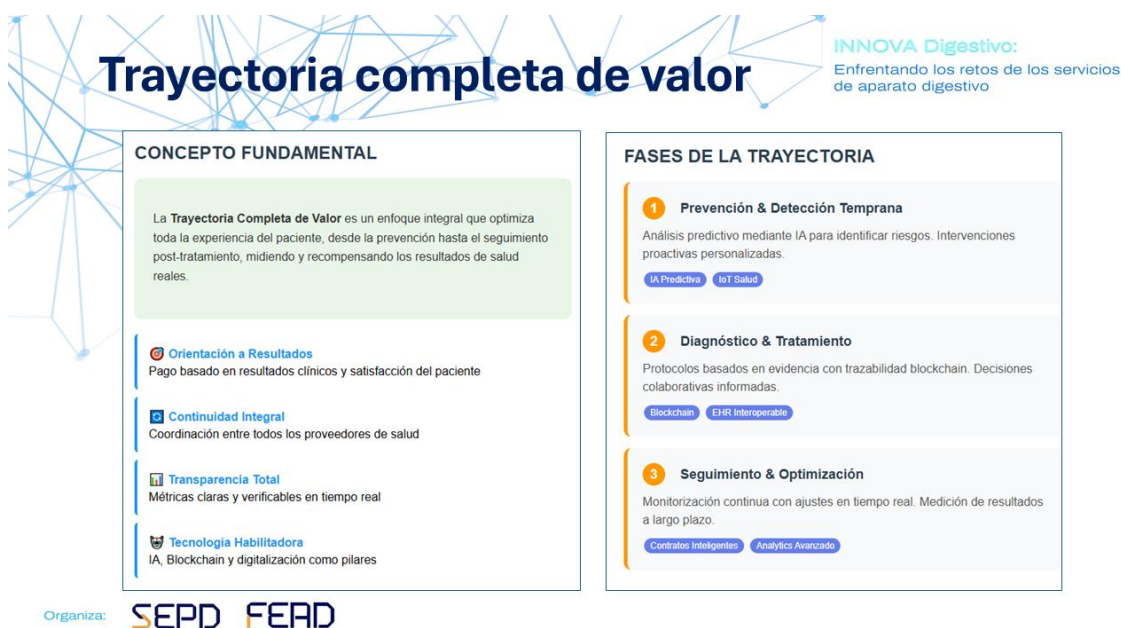 Trayectoria completa de valor
INNOVA Digestivo:
Enfrentando los retos de los servicios
de aparato digestivo
CONCEPTO FUNDAMENTAL
La Trayectoria Completa de Valor es un enfoque integral que optimiza
toda la experiencia del paciente, desde la prevención hasta el seguimiento
post-tratamiento, midiendo y recompensando los resultados de salud
reales.
Orientación a Resultados
Pago basado en resultados clínicos y satisfacción del paciente
Continuidad Integral
Coordinación entre todos los proveedores de salud
Transparencia Total
Métricas claras y verificables en tiempo real
Tecnología Habilitadora
IA, Blockchain y digitalización como pilares
FASES DE LA TRAYECTORIA
1 Prevención & Detección Temprana
Análisis predictivo mediante IA para identificar riesgos. Intervenciones
proactivas personalizadas.
IA Predictiva IoT Salud
2 Diagnóstico & Tratamiento
Protocolos basados en evidencia con trazabilidad blockchain. Decisiones
colaborativas informadas.
Blockchain EHR Interoperable
3 Seguimiento & Optimización
Monitorización continua con ajustes en tiempo real. Medición de resultados
a largo plazo.
Contratos Inteligentes Analytics Avanzado
Organiza: SEPD FEAD